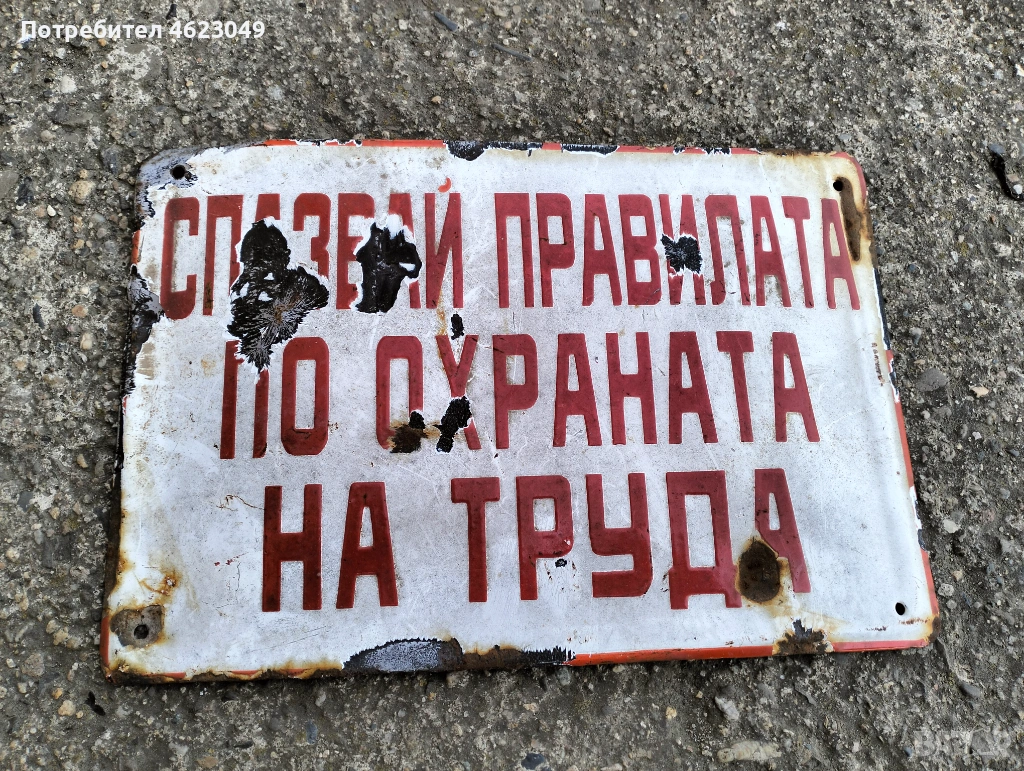 Потребител 4623049
СПАЗВАЙ ПРАВИЛАТА
ПО ОХРАНАТА
НА ТРУДА